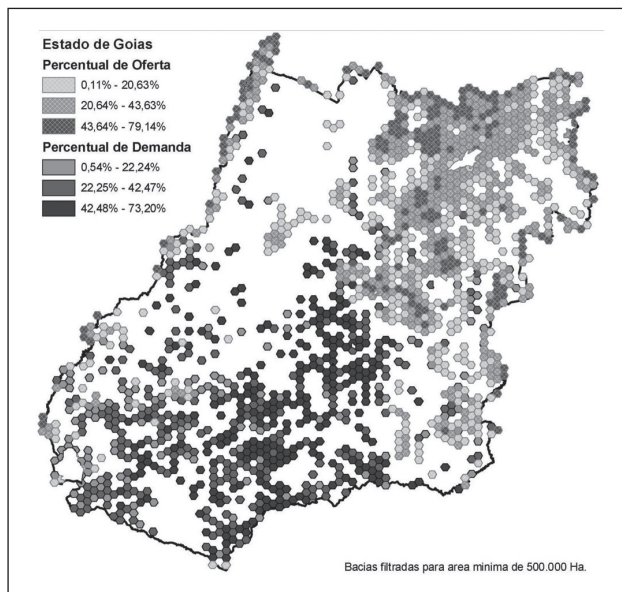 Estado de Goias
Percentual de Oferta
0,11% - 20,63%
20,64% - 43,63%
43,64% - 79,14%
Percentual de Demanda
0,54% - 22,24%
22,25% - 42,47%
42,48% - 73,20%
Bacias filtradas para area minima de 500.000 Ha.